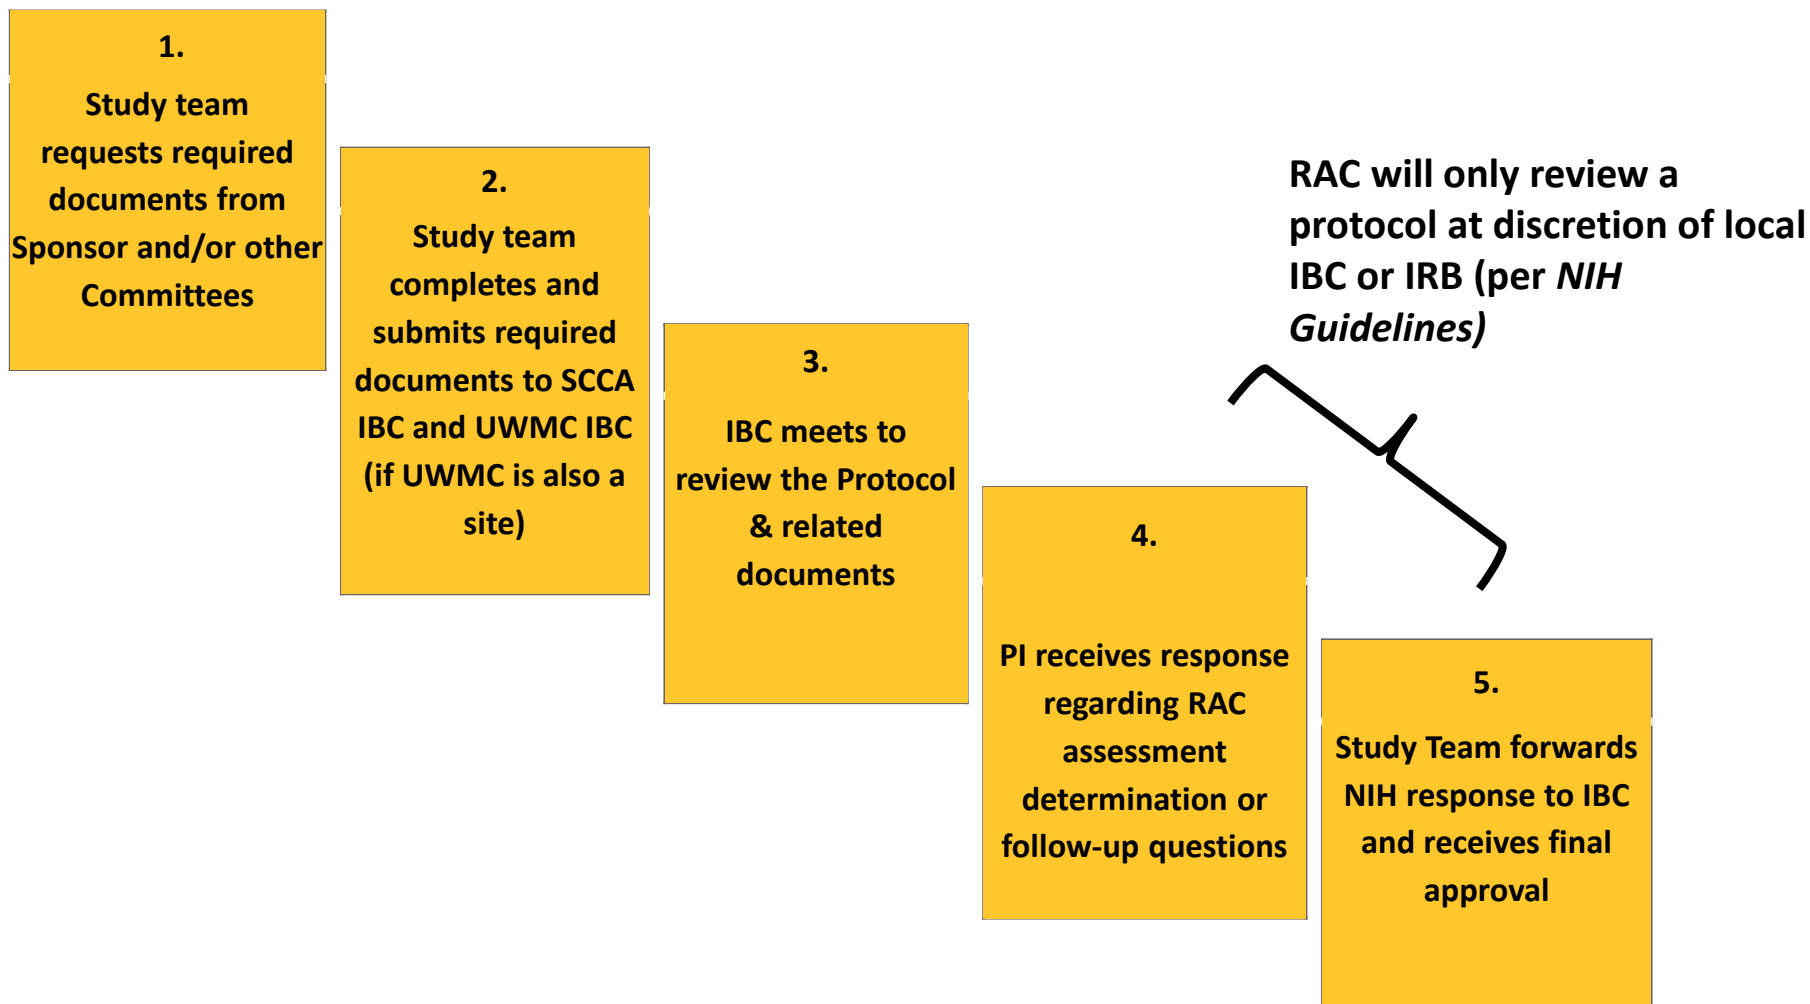 1.
Study team
requests required
documents from
Sponsor and/or other
Committees
2.
Study team
completes and
submits required
documents to SCCA
IBC and UWMC IBC
(if UWMC is also a
site)
3.
IBC meets to
review the Protocol
& related
documents
4.
PI receives response
regarding RAC
assessment
determination or
follow-up questions
5.
Study Team forwards
NIH response to IBC
and receives final
approval
RAC will only review a
protocol at discretion of local
IBC or IRB (per NIH
Guidelines)